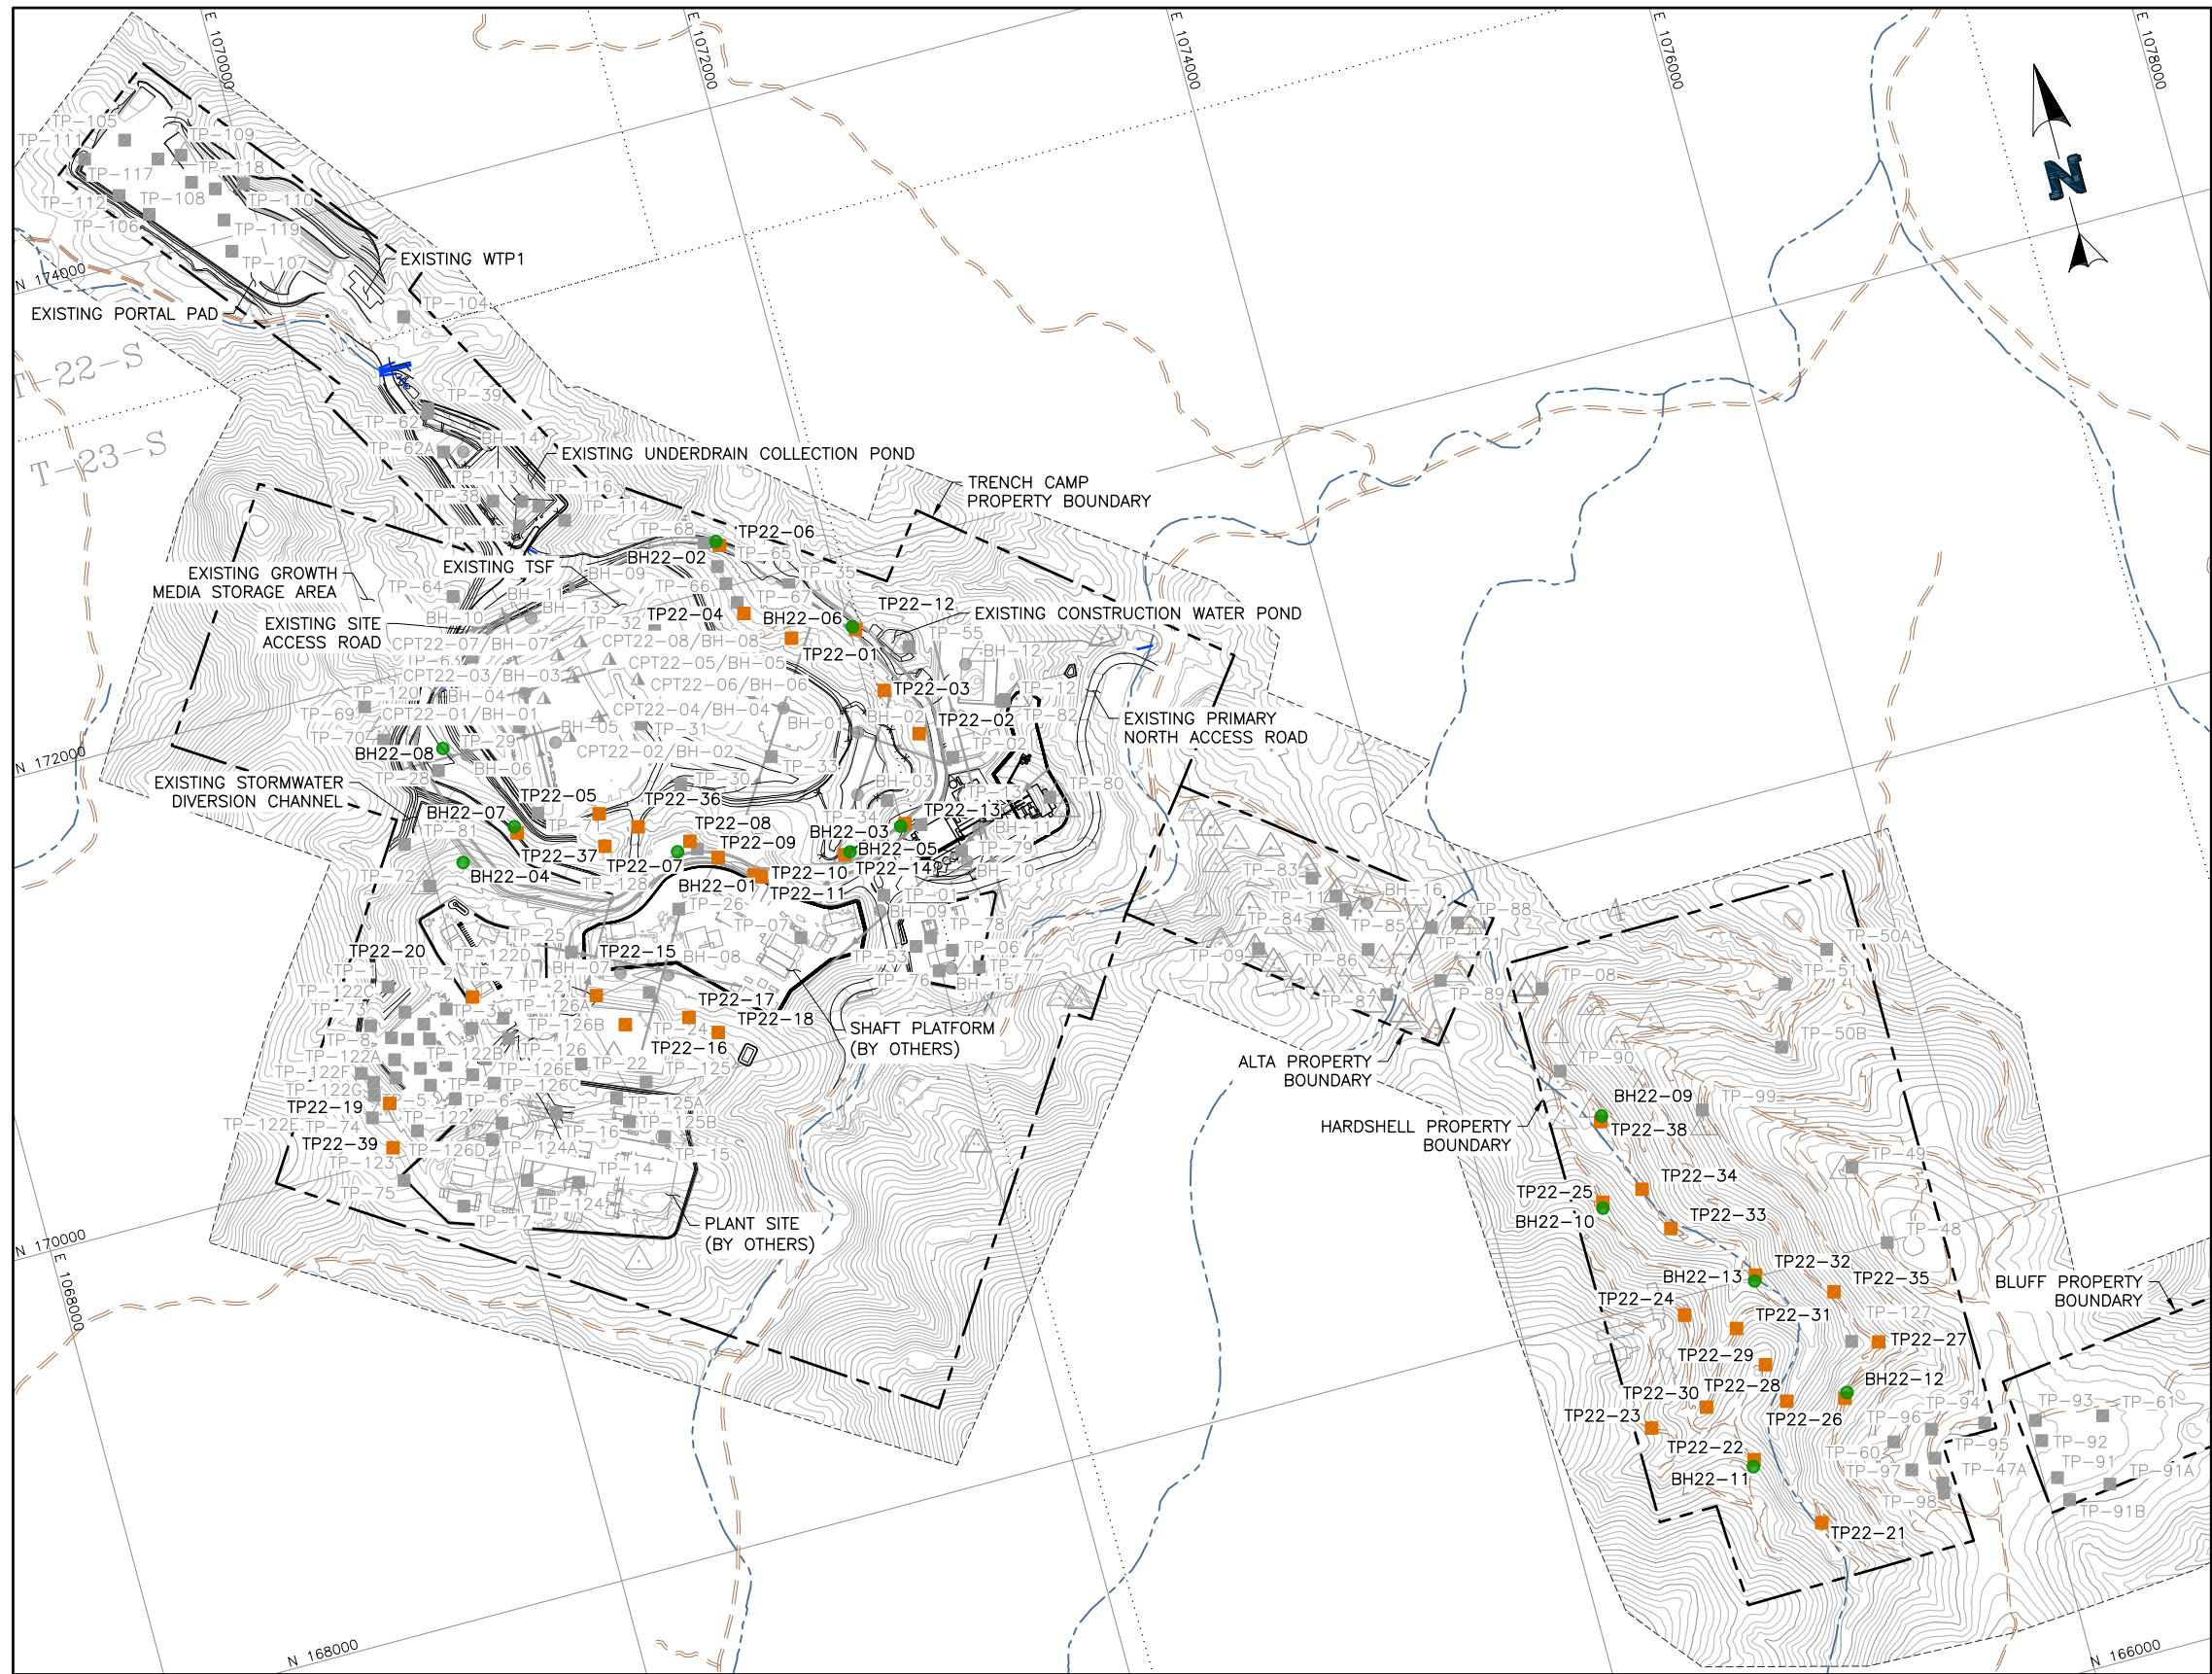 E 1070000
E 1072000
E 1074000
E 1076000
E 1078000
N
TP-105
TP-111
TP-109
TP-118
TP-117
TP-108
TP-110
TP-112
TP-106
TP-119
TP-107
N 174000
EXISTING WTP1
TP-104
EXISTING PORTAL PAD
T-22-S
T-23-S
TP-39
TP-62
TP-62A
BH-14
EXISTING UNDERDRAIN COLLECTION POND
TP-113
TP-38
TP-116
TP-114
TP-115
TRENCH CAMP
PROPERTY BOUNDARY
TP-68
TP22-06
BH22-02
TP-65
EXISTING TSF
BH-09
TP-35
EXISTING GROWTH
MEDIA STORAGE AREA
TP-64
TP-66
TP-67
BH-11
BH-13
BH-10
TP-32
TP22-04
BH22-06
TP22-12
EXISTING CONSTRUCTION WATER POND
EXISTING SITE
ACCESS ROAD
CPT22-07/BH-07
CPT22-08/BH-08
TP22-01
TP-55
BH-12
TP-63
CPT22-05/BH-05
CPT22-03/BH-03
CPT22-06/BH-06
TP22-03
TP-12
TP-120
BH-04
TP-69
CPT22-01/BH-01
CPT22-04/BH-04
BH-01
BH-02
TP22-02
TP-82
EXISTING PRIMARY
NORTH ACCESS ROAD
TP-70
BH-05
TP-31
BH22-08
TP-29
CPT22-02/BH-02
TP-02
TP-28
BH-06
TP-33
TP-30
BH-03
TP-80
EXISTING STORMWATER
DIVERSION CHANNEL
TP22-05
TP22-36
TP-34
TP22-13
BH22-07
TP-71
TP22-08
BH22-03
BH-11
TP-81
TP22-37
TP22-09
BH22-05
TP-79
BH22-04
TP22-07
TP22-10
TP22-14
BH-10
TP-72
TP-128
BH22-01
TP22-11
TP-01
TP-26
BH-09
TP-83
TP-11
BH-16
TP-84
TP-85
TP-88
TP-121
TP-09
TP-86
TP-87
TP-89
TP22-20
TP-25
TP22-15
TP-07
TP-78
TP-06
TP-53
TP-1
TP-2
TP-122D
TP-7
BH-07
BH-08
TP-77
TP-76
BH-15
TP-122C
TP-21
TP-73
TP-3
TP-126A
TP22-17
TP22-18
TP-8
TP-126B
TP-24
TP22-16
SHAFT PLATFORM
(BY OTHERS)
TP-122A
TP-122B
TP-126
TP-122F
TP-126E
TP-22
TP-125
TP-122G
TP-4
TP-126C
TP22-19
TP-5
TP-6
TP-125A
TP-122E
TP-74
TP-122
TP-16
TP-125B
TP22-39
TP-126D
TP-124A
TP-15
TP-123
TP-14
TP-75
TP-124
TP-17
PLANT SITE
(BY OTHERS)
TP-08
TP-50A
TP-51
TP-50B
TP-90
ALTA PROPERTY
BOUNDARY
BH22-09
TP-99
HARDSHELL PROPERTY
BOUNDARY
TP22-38
TP-49
TP22-25
TP22-34
BH22-10
TP22-33
TP-48
BH22-13
TP22-32
TP22-35
BLUFF PROPERTY
BOUNDARY
TP22-24
TP22-31
TP-127
TP22-27
TP22-29
TP22-30
TP22-28
BH22-12
TP22-23
TP22-26
TP-94
TP-93
TP-61
TP-96
TP22-22
TP-60
TP-95
TP-92
BH22-11
TP-97
TP-47A
TP-91
TP-91A
TP-98
TP-91B
TP22-21
N 172000
N 170000
E 1068000
N 168000
N 166000